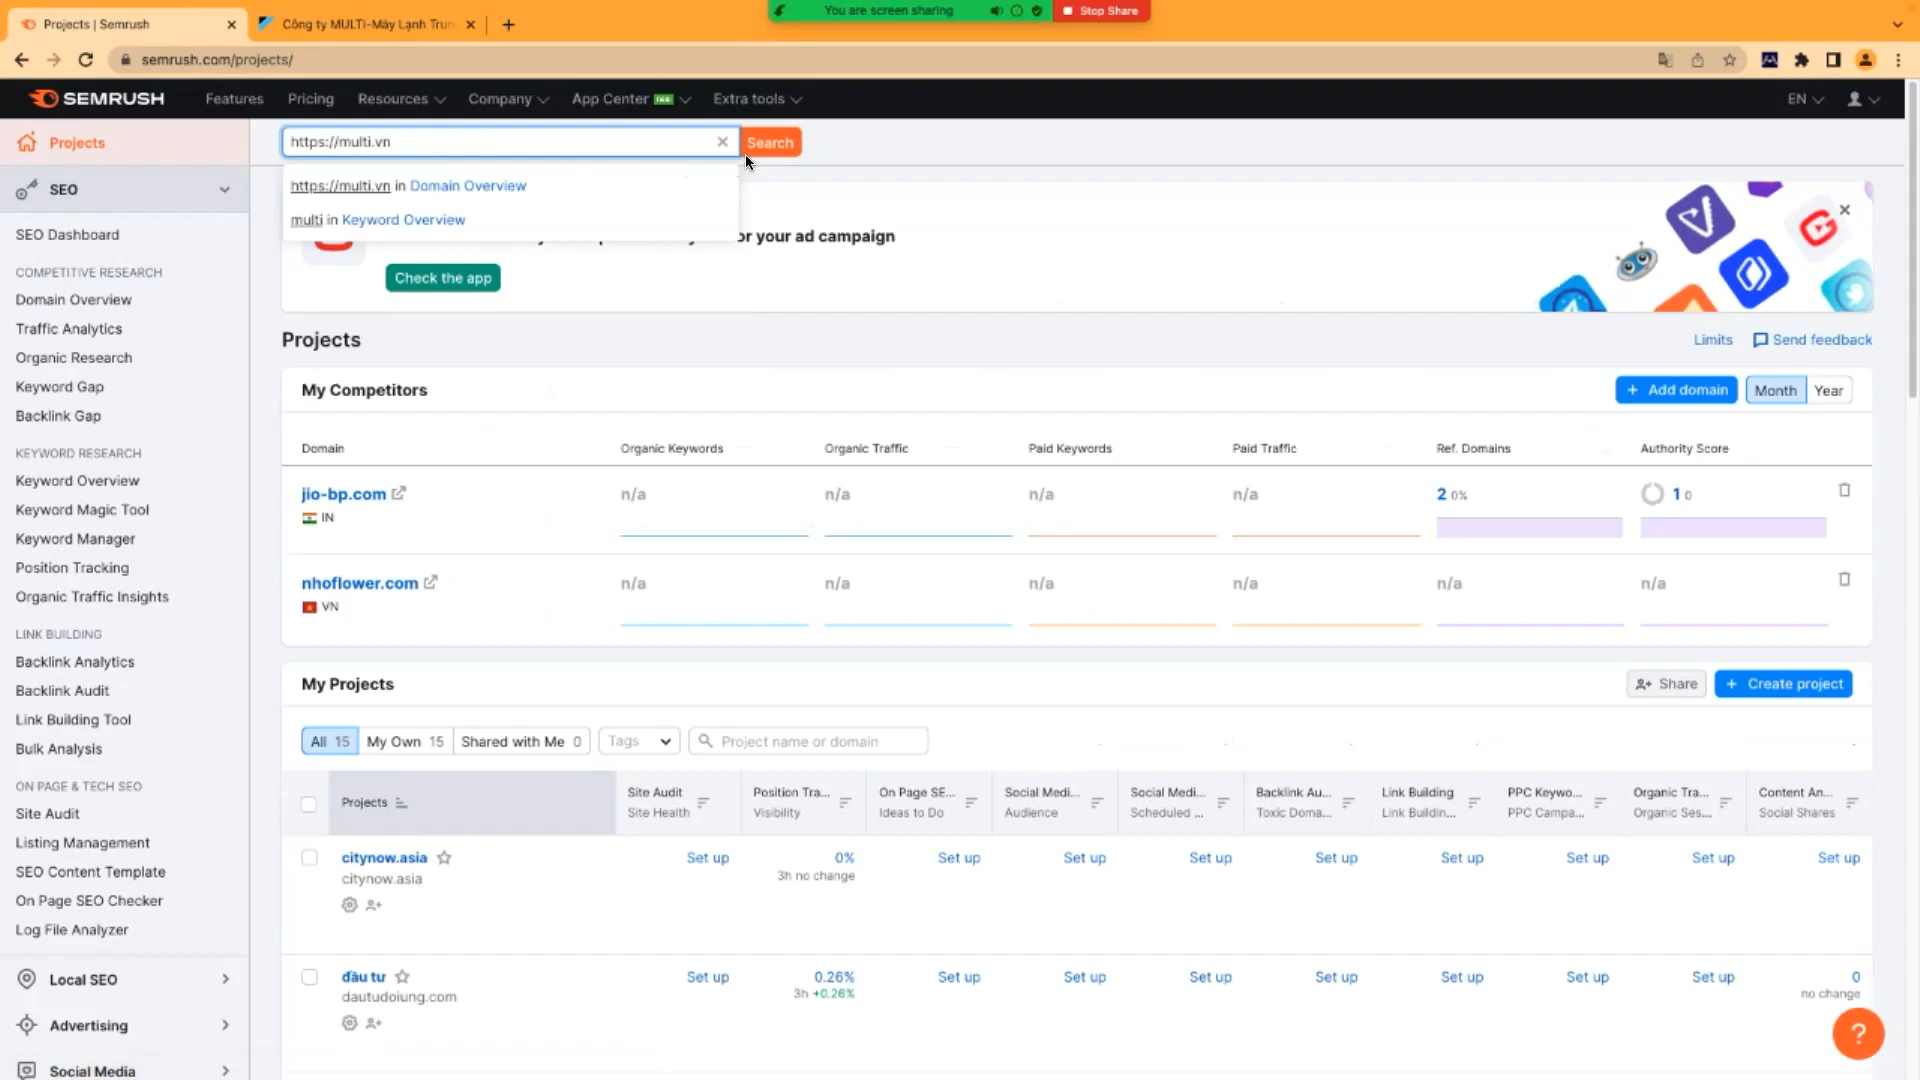 Projects | Semrush
Công ty MULTI-Máy Lạnh Trun
You are screen sharing
Stop Share
semrush.com/projects/
SEMRUSH
Features
Pricing
Resources
Company
App Center
Extra tools
EN
Projects
https://multi.vn
Search
https://multi.vn in Domain Overview
multi in Keyword Overview
or your ad campaign
Check the app
SEO
SEO Dashboard
COMPETITIVE RESEARCH
Domain Overview
Traffic Analytics
Organic Research
Keyword Gap
Backlink Gap
KEYWORD RESEARCH
Keyword Overview
Keyword Magic Tool
Keyword Manager
Position Tracking
Organic Traffic Insights
LINK BUILDING
Backlink Analytics
Backlink Audit
Link Building Tool
Bulk Analysis
ON PAGE & TECH SEO
Site Audit
Listing Management
SEO Content Template
On Page SEO Checker
Log File Analyzer
Local SEO
Advertising
Social Media
Projects
Limits
Send feedback
My Competitors
+ Add domain
Month
Year
Domain
Organic Keywords
Organic Traffic
Paid Keywords
Paid Traffic
Ref. Domains
Authority Score
jio-bp.com
n/a
n/a
n/a
n/a
2 0%
1 0
IN
nhoflower.com
n/a
n/a
n/a
n/a
n/a
n/a
VN
My Projects
Share
+ Create project
All 15
My Own 15
Shared with Me 0
Tags
Project name or domain
Projects
Site Audit
Site Health
Position Tra...
Visibility
On Page SE...
Ideas to Do
Social Medi...
Audience
Social Medi...
Scheduled ...
Backlink Au...
Toxic Doma...
Link Building
Link Buildin...
PPC Keywo...
PPC Campa...
Organic Tra...
Organic Ses...
Content An...
Social Shares
citynow.asia
citynow.asia
Set up
0%
3h no change
Set up
Set up
Set up
Set up
Set up
Set up
Set up
Set up
đầu tư
dautudoiung.com
Set up
0.26%
3h +0.26%
Set up
Set up
Set up
Set up
Set up
Set up
Set up
0
no change
?